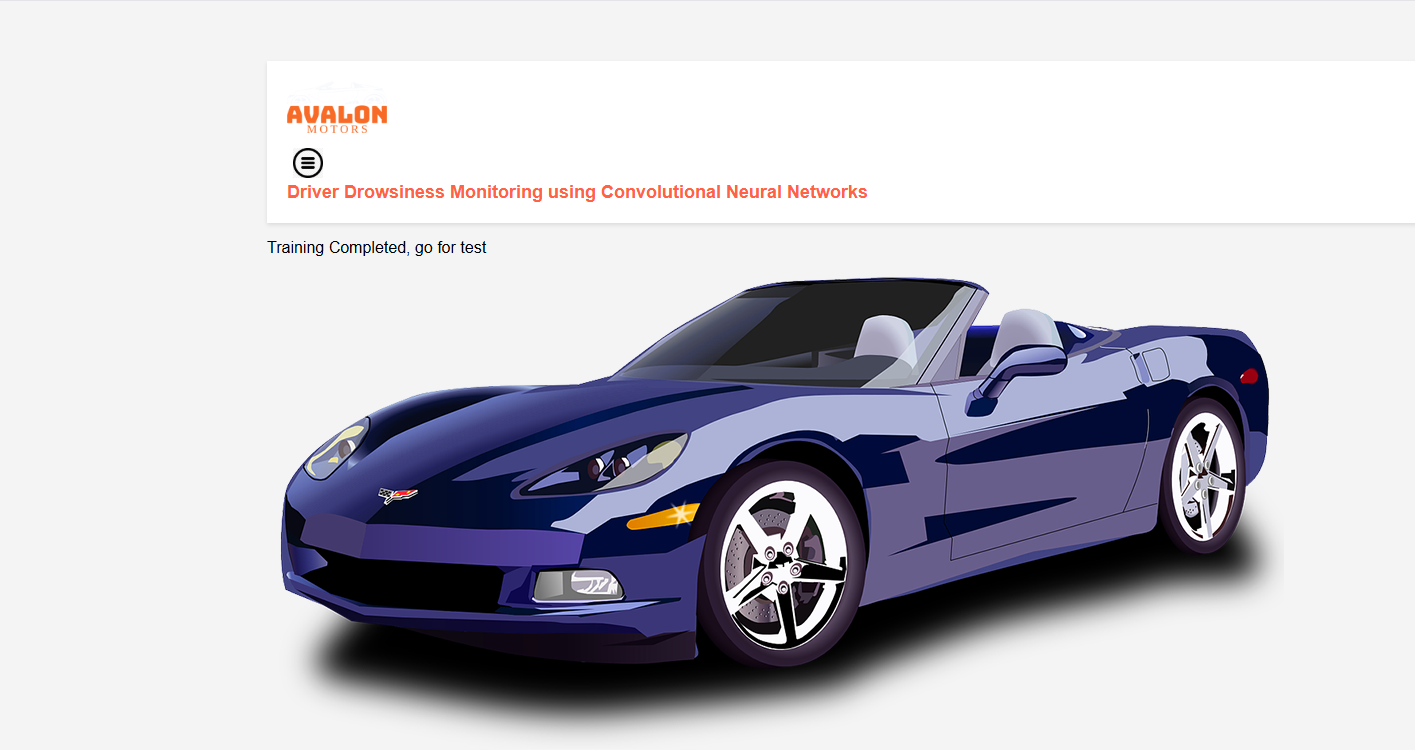 AVALON
MOTORS
Driver Drowsiness Monitoring using Convolutional Neural Networks
Training Completed, go for test